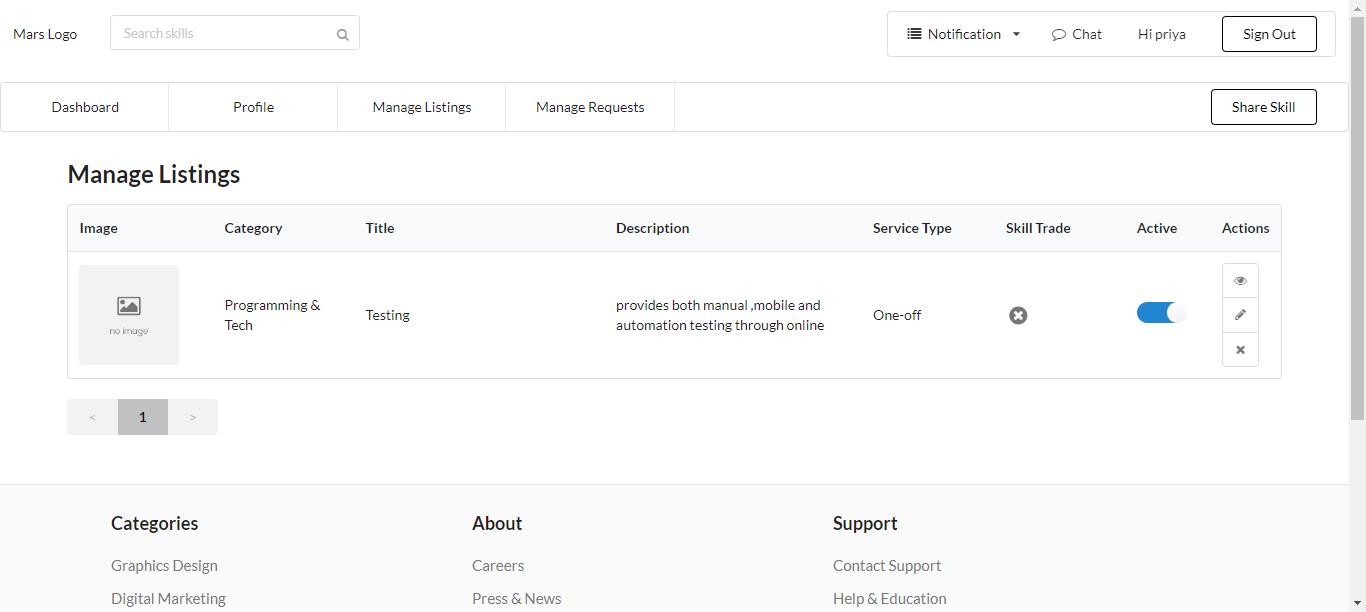 Mars Logo
Search skills
Notification
Chat
Hi priya
Sign Out
Dashboard
Profile
Manage Listings
Manage Requests
Share Skill
Manage Listings
Image
Category
Title
Description
Service Type
Skill Trade
Active
Actions
no image
Programming &
Tech
Testing
provides both manual ,mobile and
automation testing through online
One-off
<
1
>
Categories
About
Support
Graphics Design
Careers
Contact Support
Digital Marketing
Press & News
Help & Education